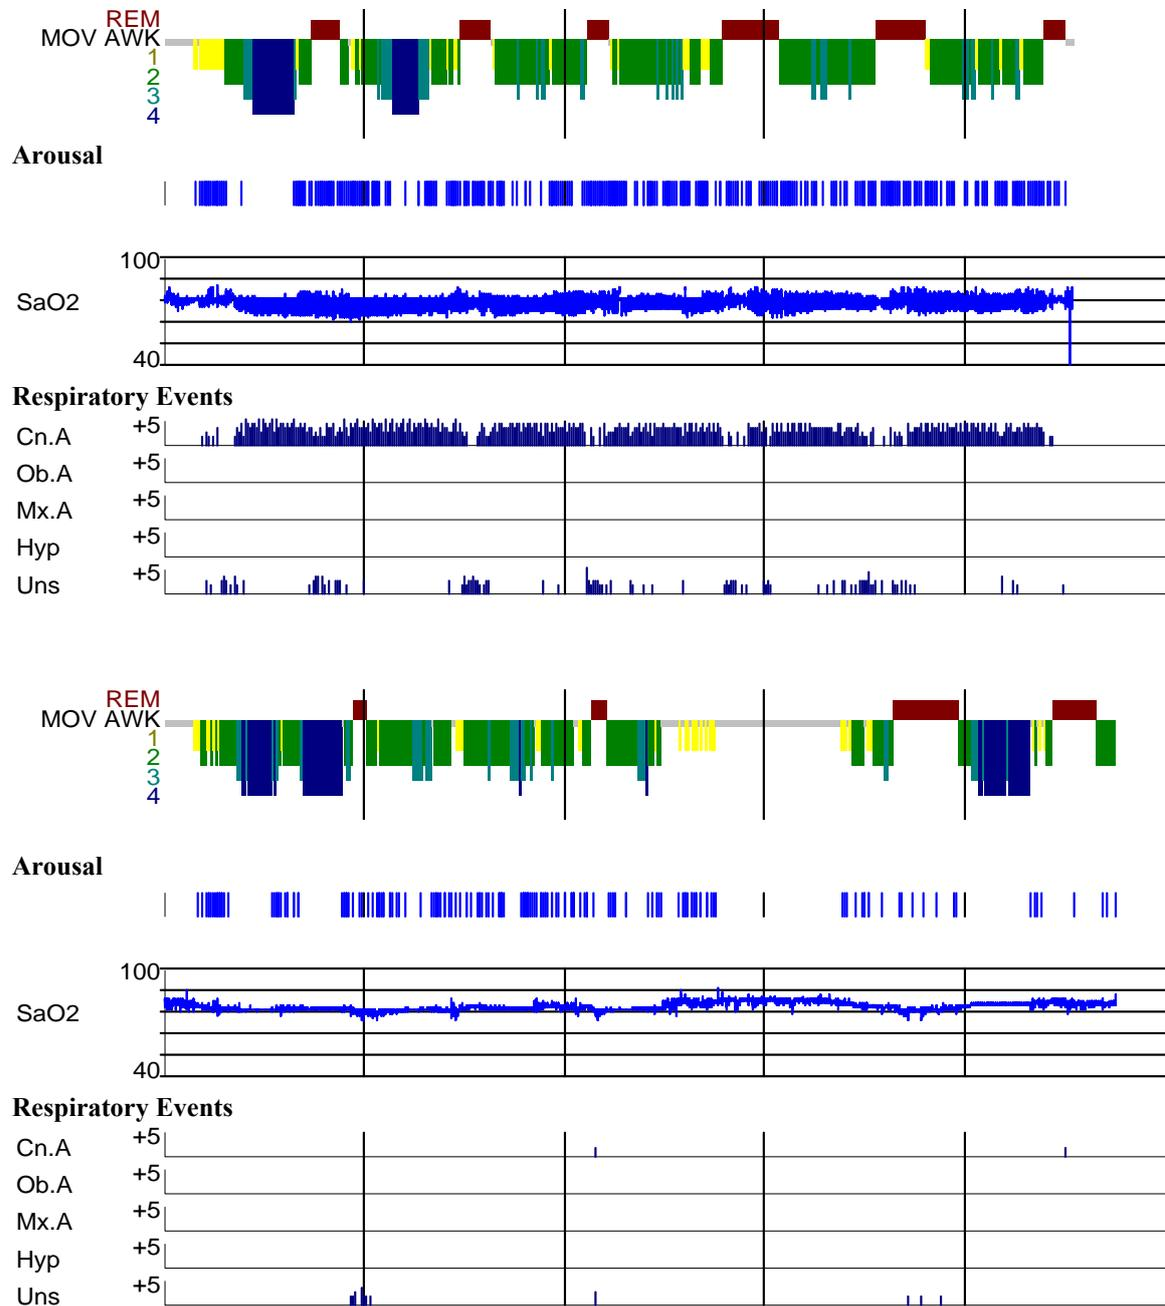 REM
MOV AWK
1
2
3
4
Arousal
100
SaO2
40
Respiratory Events
Cn.A +5
Ob.A +5
Mx.A +5
Hyp +5
Uns +5
REM
MOV AWK
1
2
3
4
Arousal
100
SaO2
40
Respiratory Events
Cn.A +5
Ob.A +5
Mx.A +5
Hyp +5
Uns +5